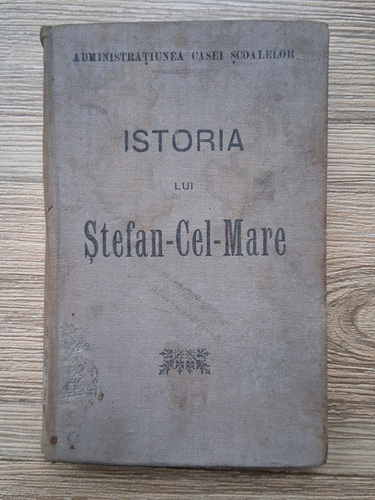 ADMINISTRAȚIUNEA CASEI ȘCOALELOR
ISTORIA
LUI
Ștefan-Cel-Mare